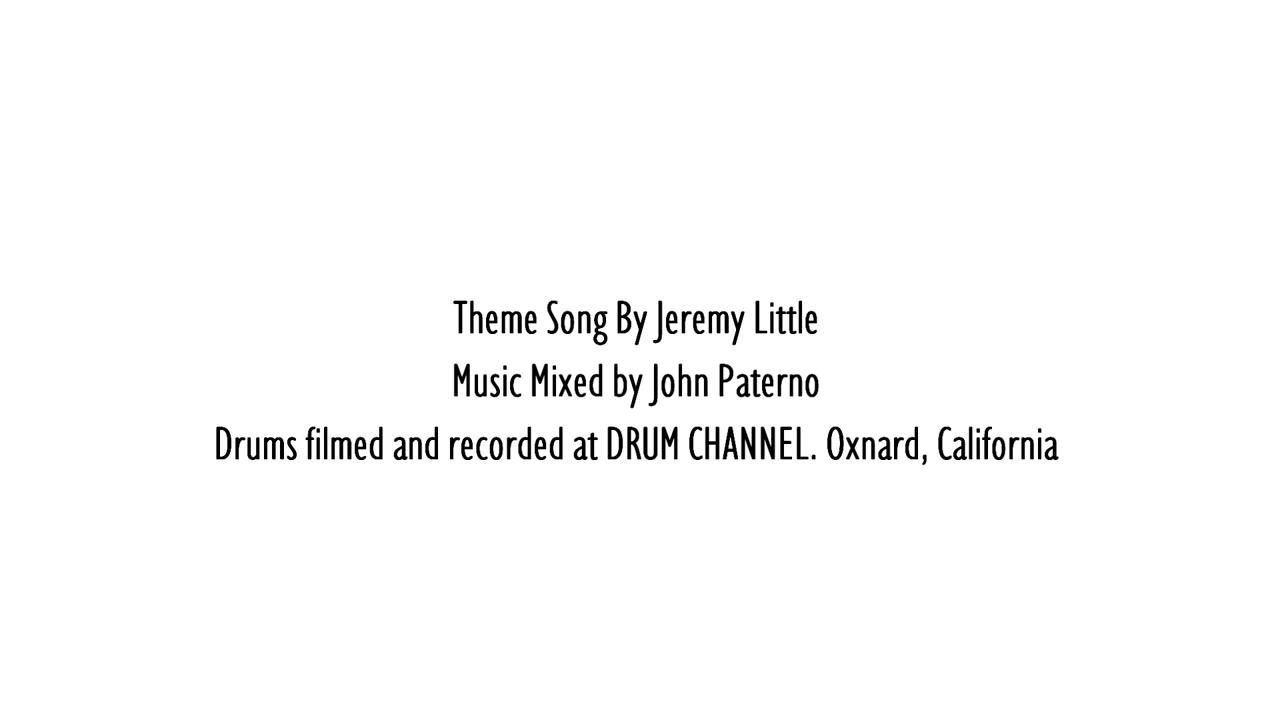 Theme Song By Jeremy Little
Music Mixed by John Paterno
Drums filmed and recorded at DRUM CHANNEL. Oxnard, California